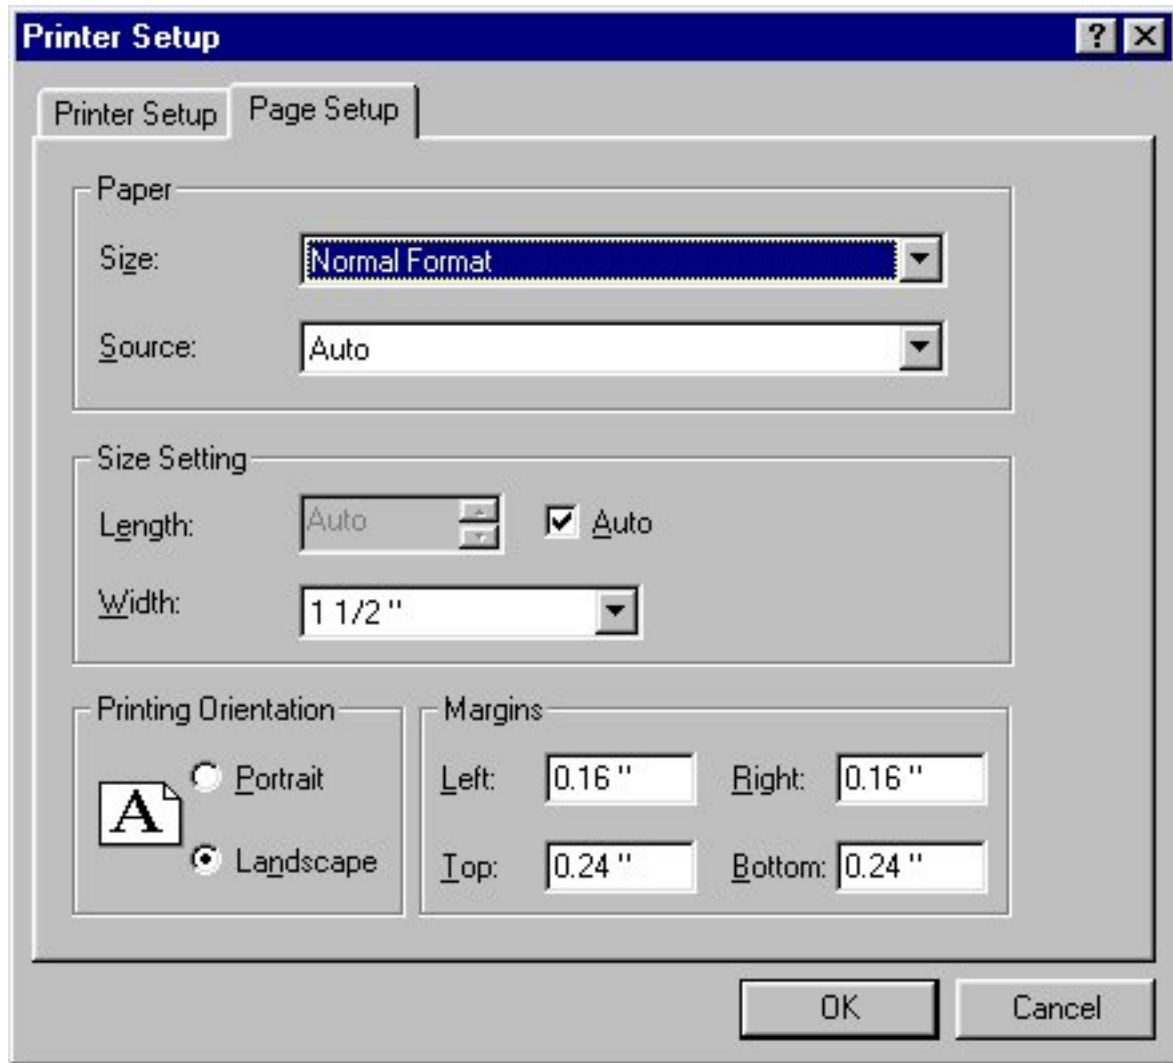 Printer Setup
Printer Setup Page Setup
Paper
Size: Normal Format
Source: Auto
Size Setting
Length: Auto Auto
Width: 1 1/2 "
Printing Orientation
A
Portrait
Landscape
Margins
Left: 0.16 " Right: 0.16 "
Top: 0.24 " Bottom: 0.24 "
OK Cancel